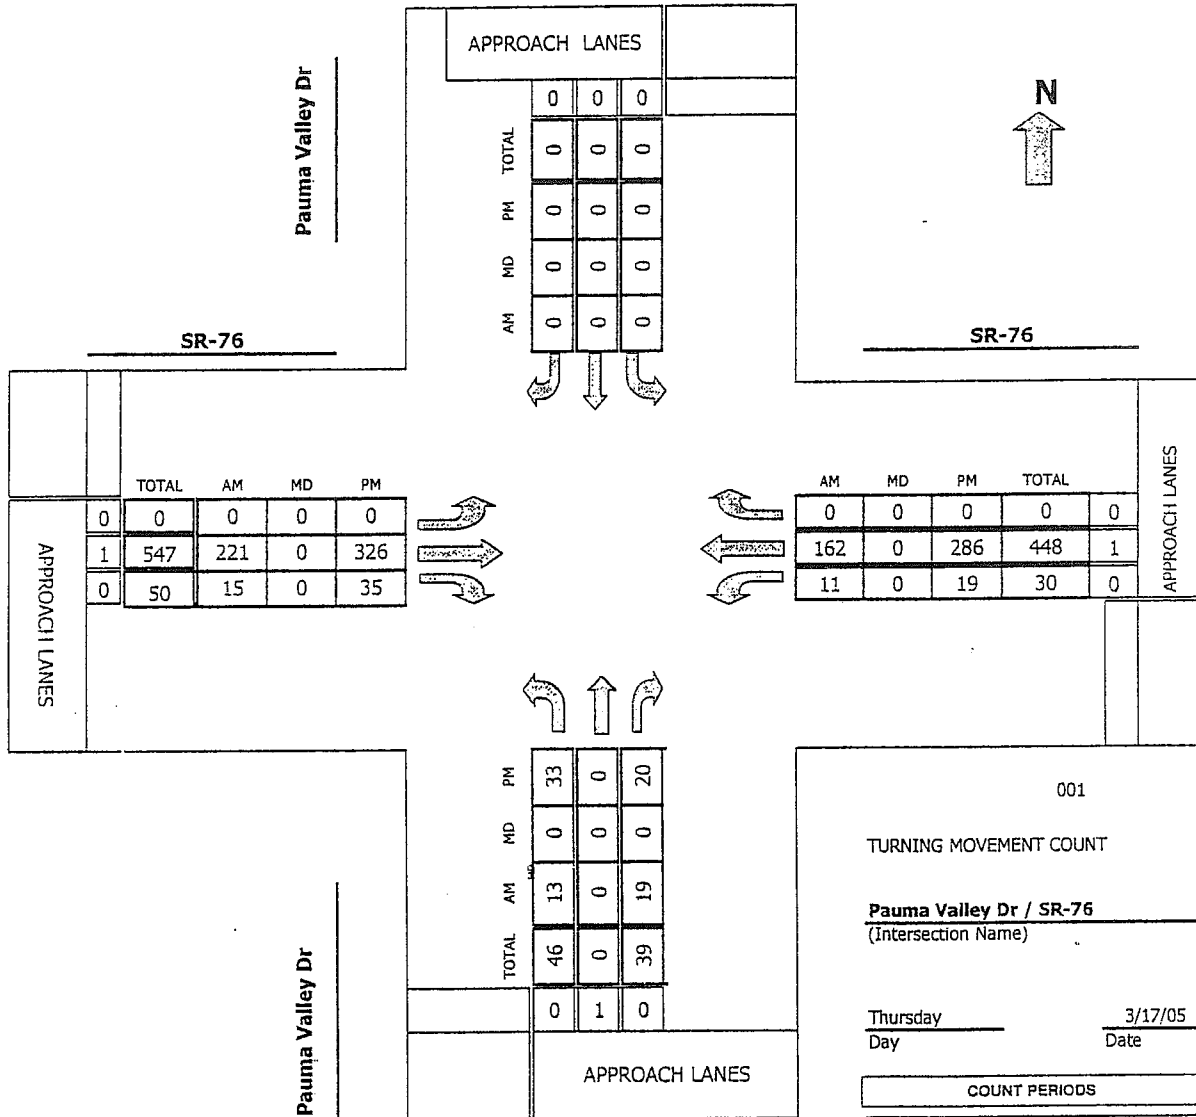 APPROACH LANES
Pauma Valley Dr
N
0 0 0
TOTAL 0 0 0
PM 0 0 0
MD 0 0 0
AM 0 0 0
SR-76
SR-76
TOTAL AM MD PM
0 0 0 0 0
1 547 221 0 326
0 50 15 0 35
APPROACH LANES
AM MD PM TOTAL
0 0 0 0 0
162 0 286 448 1
11 0 19 30 0
APPROACH LANES
PM 33 0 20
MD 0 0 0
AM 13 0 19
TOTAL 46 0 39
0 1 0
APPROACH LANES
Pauma Valley Dr
001
TURNING MOVEMENT COUNT
Pauma Valley Dr / SR-76
(Intersection Name)
Thursday 3/17/05
Day Date
COUNT PERIODS